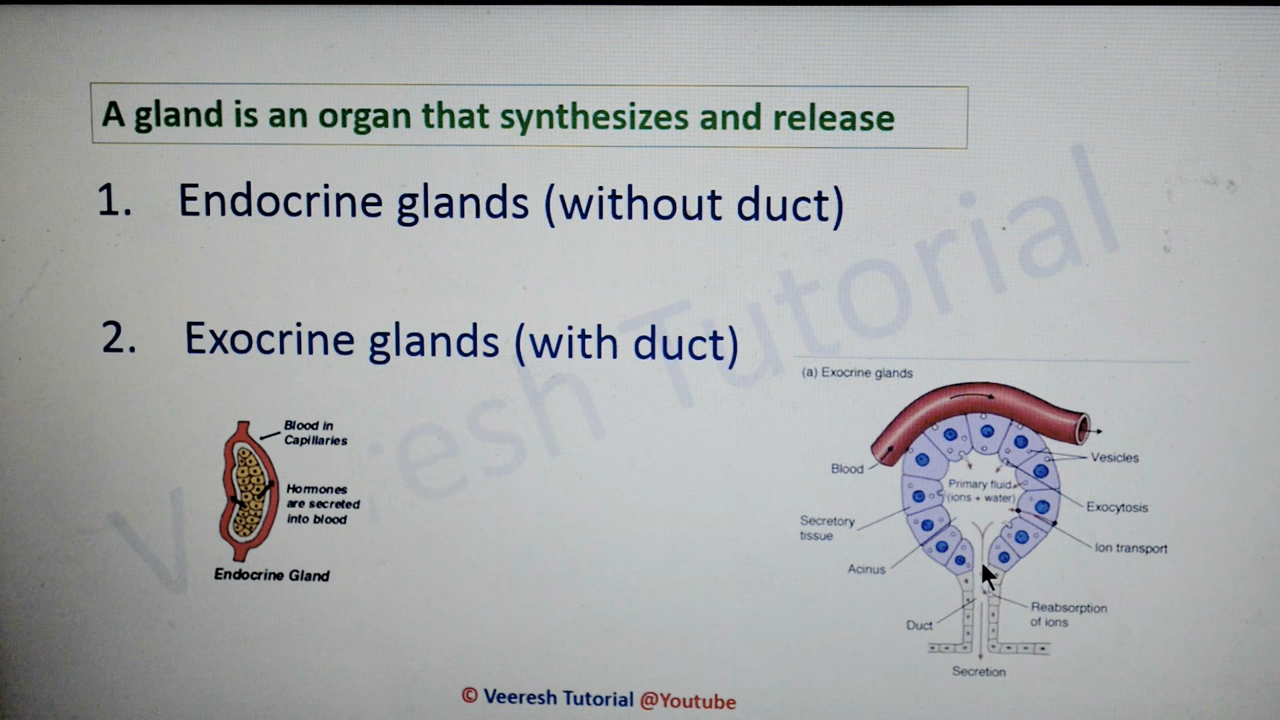 A gland is an organ that synthesizes and release
1. Endocrine glands (without duct)
2. Exocrine glands (with duct)
Veeresh Tutorial
Blood in
Capillaries
Hormones
are secreted
into blood
Endocrine Gland
(a) Exocrine glands
Blood
Vesicles
Primary fluid
(ions + water)
Exocytosis
Secretory
tissue
Ion transport
Acinus
Reabsorption
of ions
Duct
Secretion
© Veeresh Tutorial @Youtube